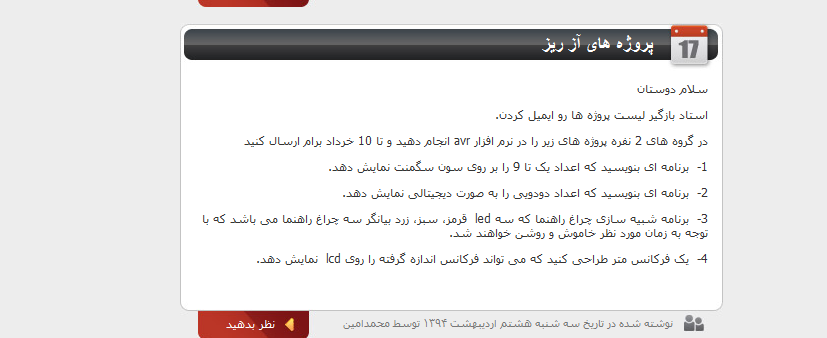 17
پروژه های آز ریز
سلام دوستان
استاد بازگیر لیست پروژه ها رو ایمیل کردن.
در گروه های 2 نفره پروژه های زیر را در نرم افزار avr انجام دهید و تا 10 خرداد برام ارسال کنید
1- برنامه ای بنویسید که اعداد یک تا 9 را بر روی سون سگمنت نمایش دهد.
2- برنامه ای بنویسید که اعداد دودویی را به صورت دیجیتالی نمایش دهد.
3- برنامه شبیه سازی چراغ راهنما که سه led قرمز، سبز، زرد بیانگر سه چراغ راهنما می باشد که با
توجه به زمان مورد نظر خاموش و روشن خواهند شد.
4- یک فرکانس متر طراحی کنید که می تواند فرکانس اندازه گرفته را روی lcd نمایش دهد.
نوشته شده در تاریخ سه شنبه هشتم اردیبهشت ۱۳۹۴ توسط محمدامین
نظر بدهید